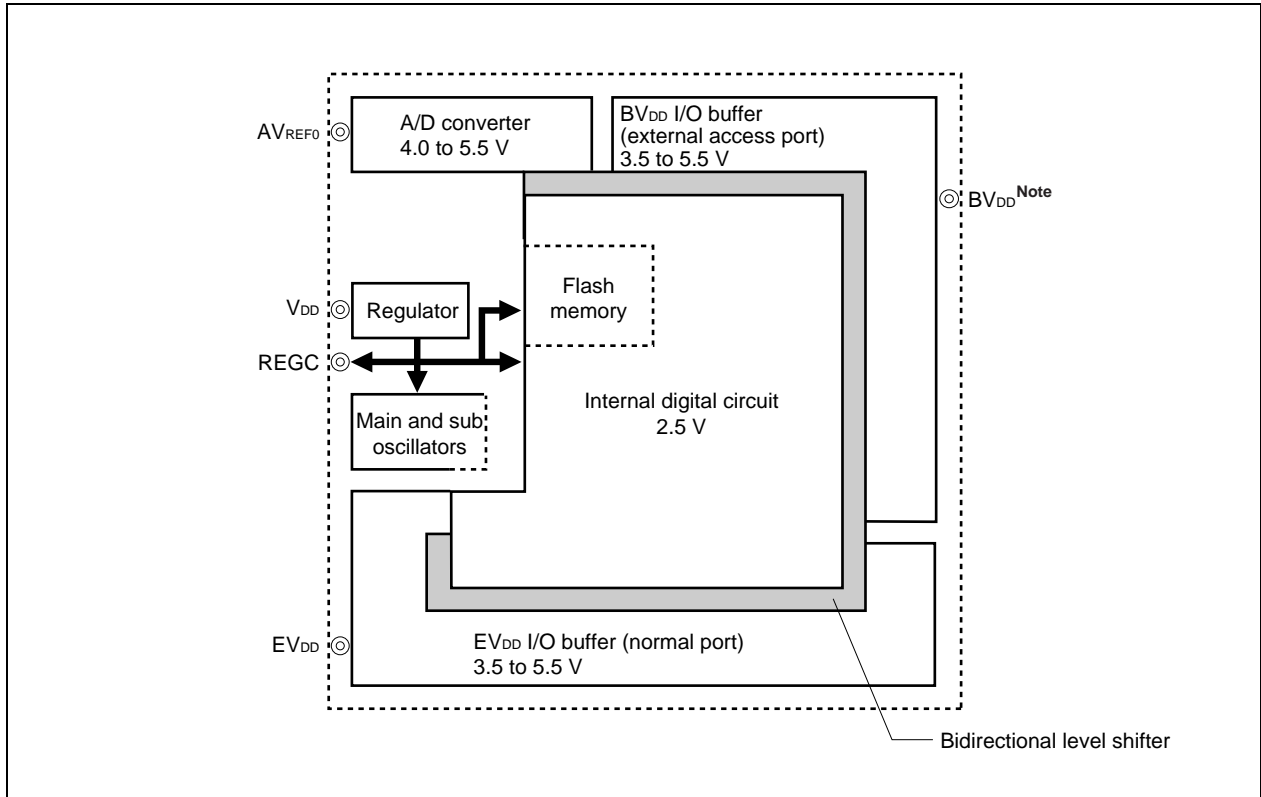 AVREF0
A/D converter
4.0 to 5.5 V
BVDD I/O buffer
(external access port)
3.5 to 5.5 V
BVDD Note
VDD
Regulator
Flash
memory
REGC
Internal digital circuit
2.5 V
Main and sub
oscillators
EVDD
EVDD I/O buffer (normal port)
3.5 to 5.5 V
Bidirectional level shifter